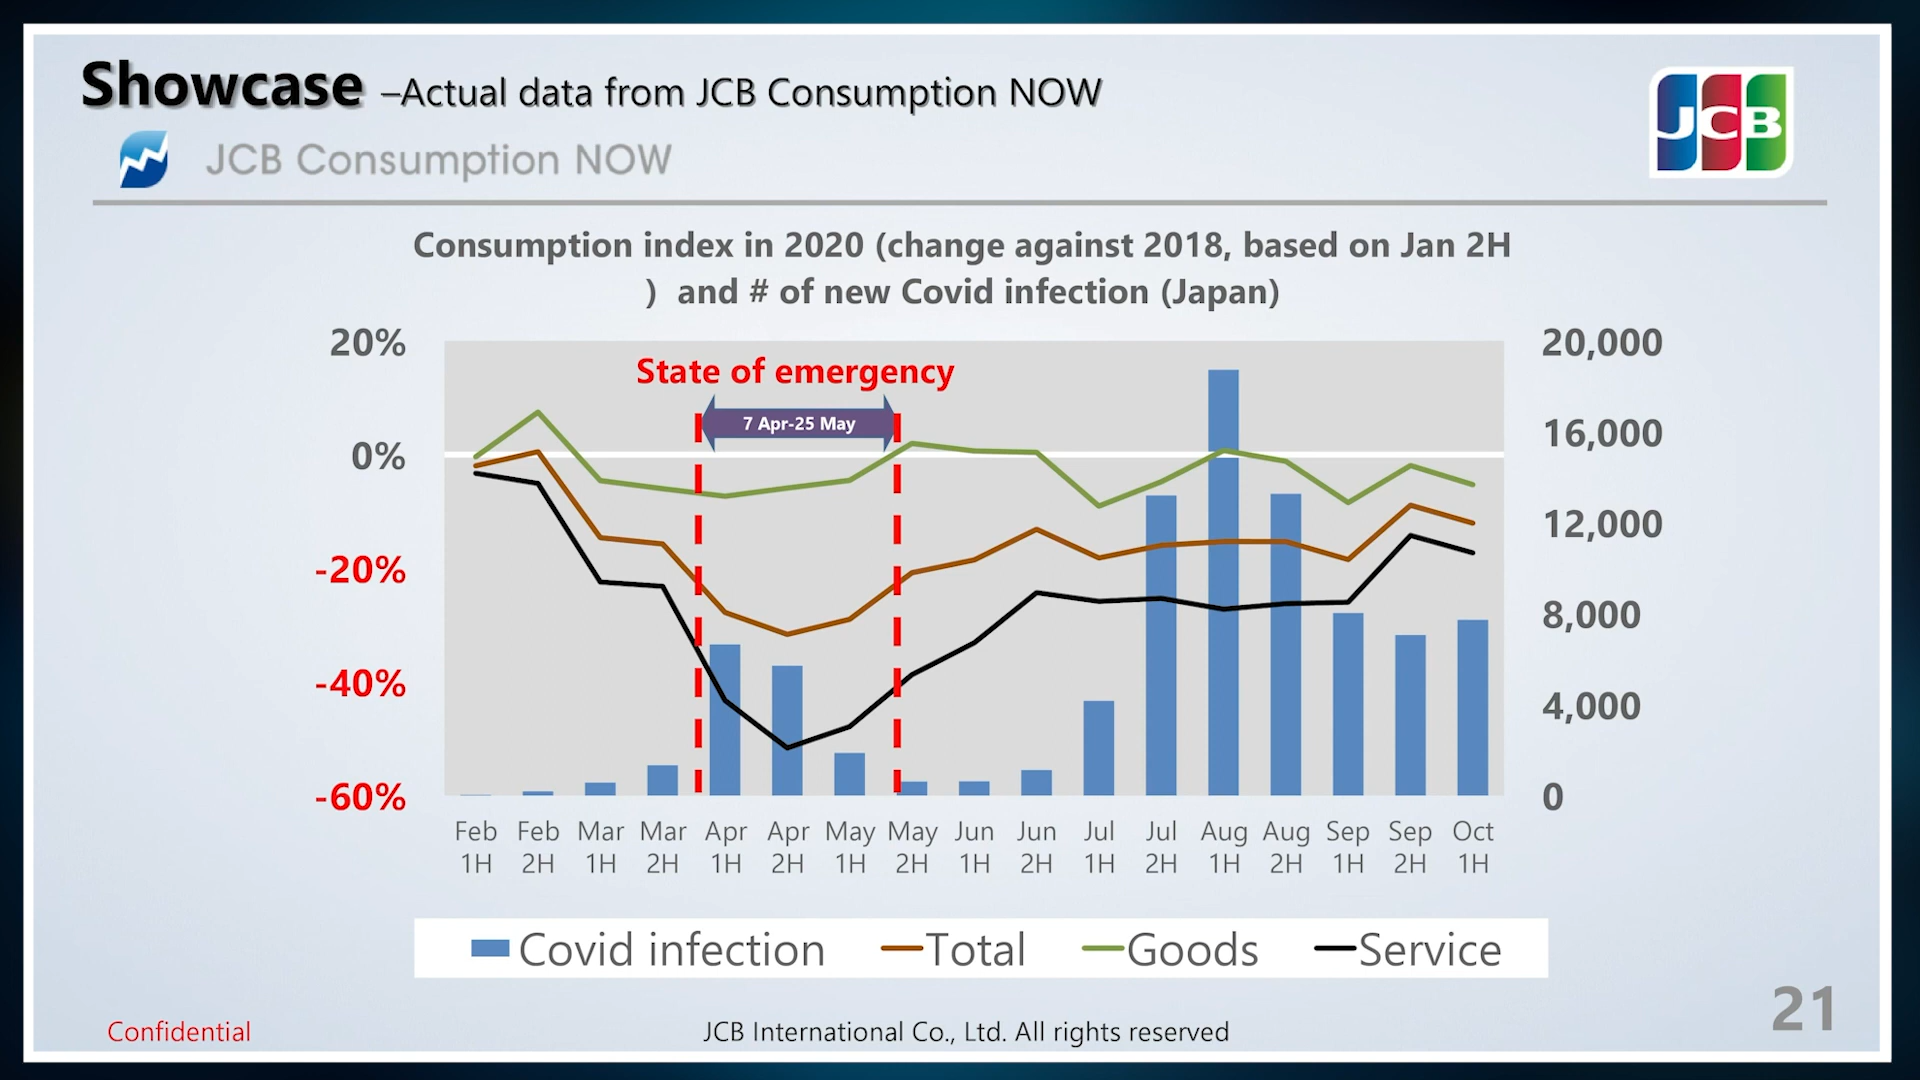 Showcase –Actual data from JCB Consumption NOW
JCB Consumption NOW
JCB
Consumption index in 2020 (change against 2018, based on Jan 2H
) and # of new Covid infection (Japan)
20%
0%
-20%
-40%
-60%
State of emergency
7 Apr-25 May
20,000
16,000
12,000
8,000
4,000
0
Feb Feb Mar Mar Apr Apr May May Jun Jun Jul Jul Aug Aug Sep Sep Oct
1H 2H 1H 2H 1H 2H 1H 2H 1H 2H 1H 2H 1H 2H 1H 2H 1H
Covid infection Total Goods Service
Confidential
JCB International Co., Ltd. All rights reserved
21